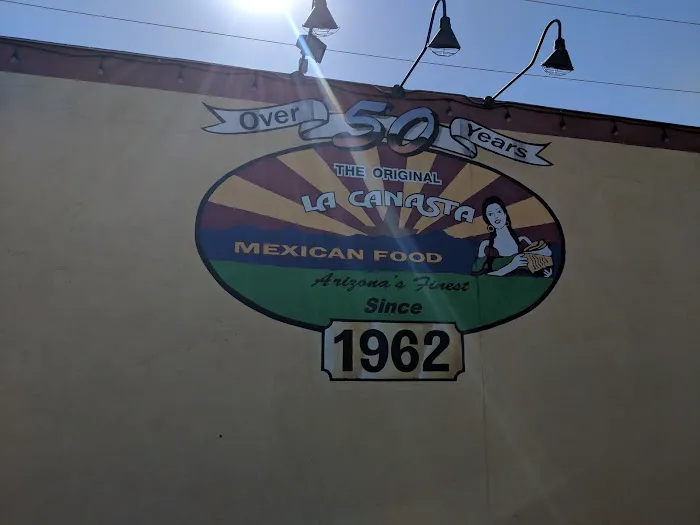 Over 50 Years
THE ORIGINAL
LA CANASTA
MEXICAN FOOD
Arizona's Finest
Since
1962